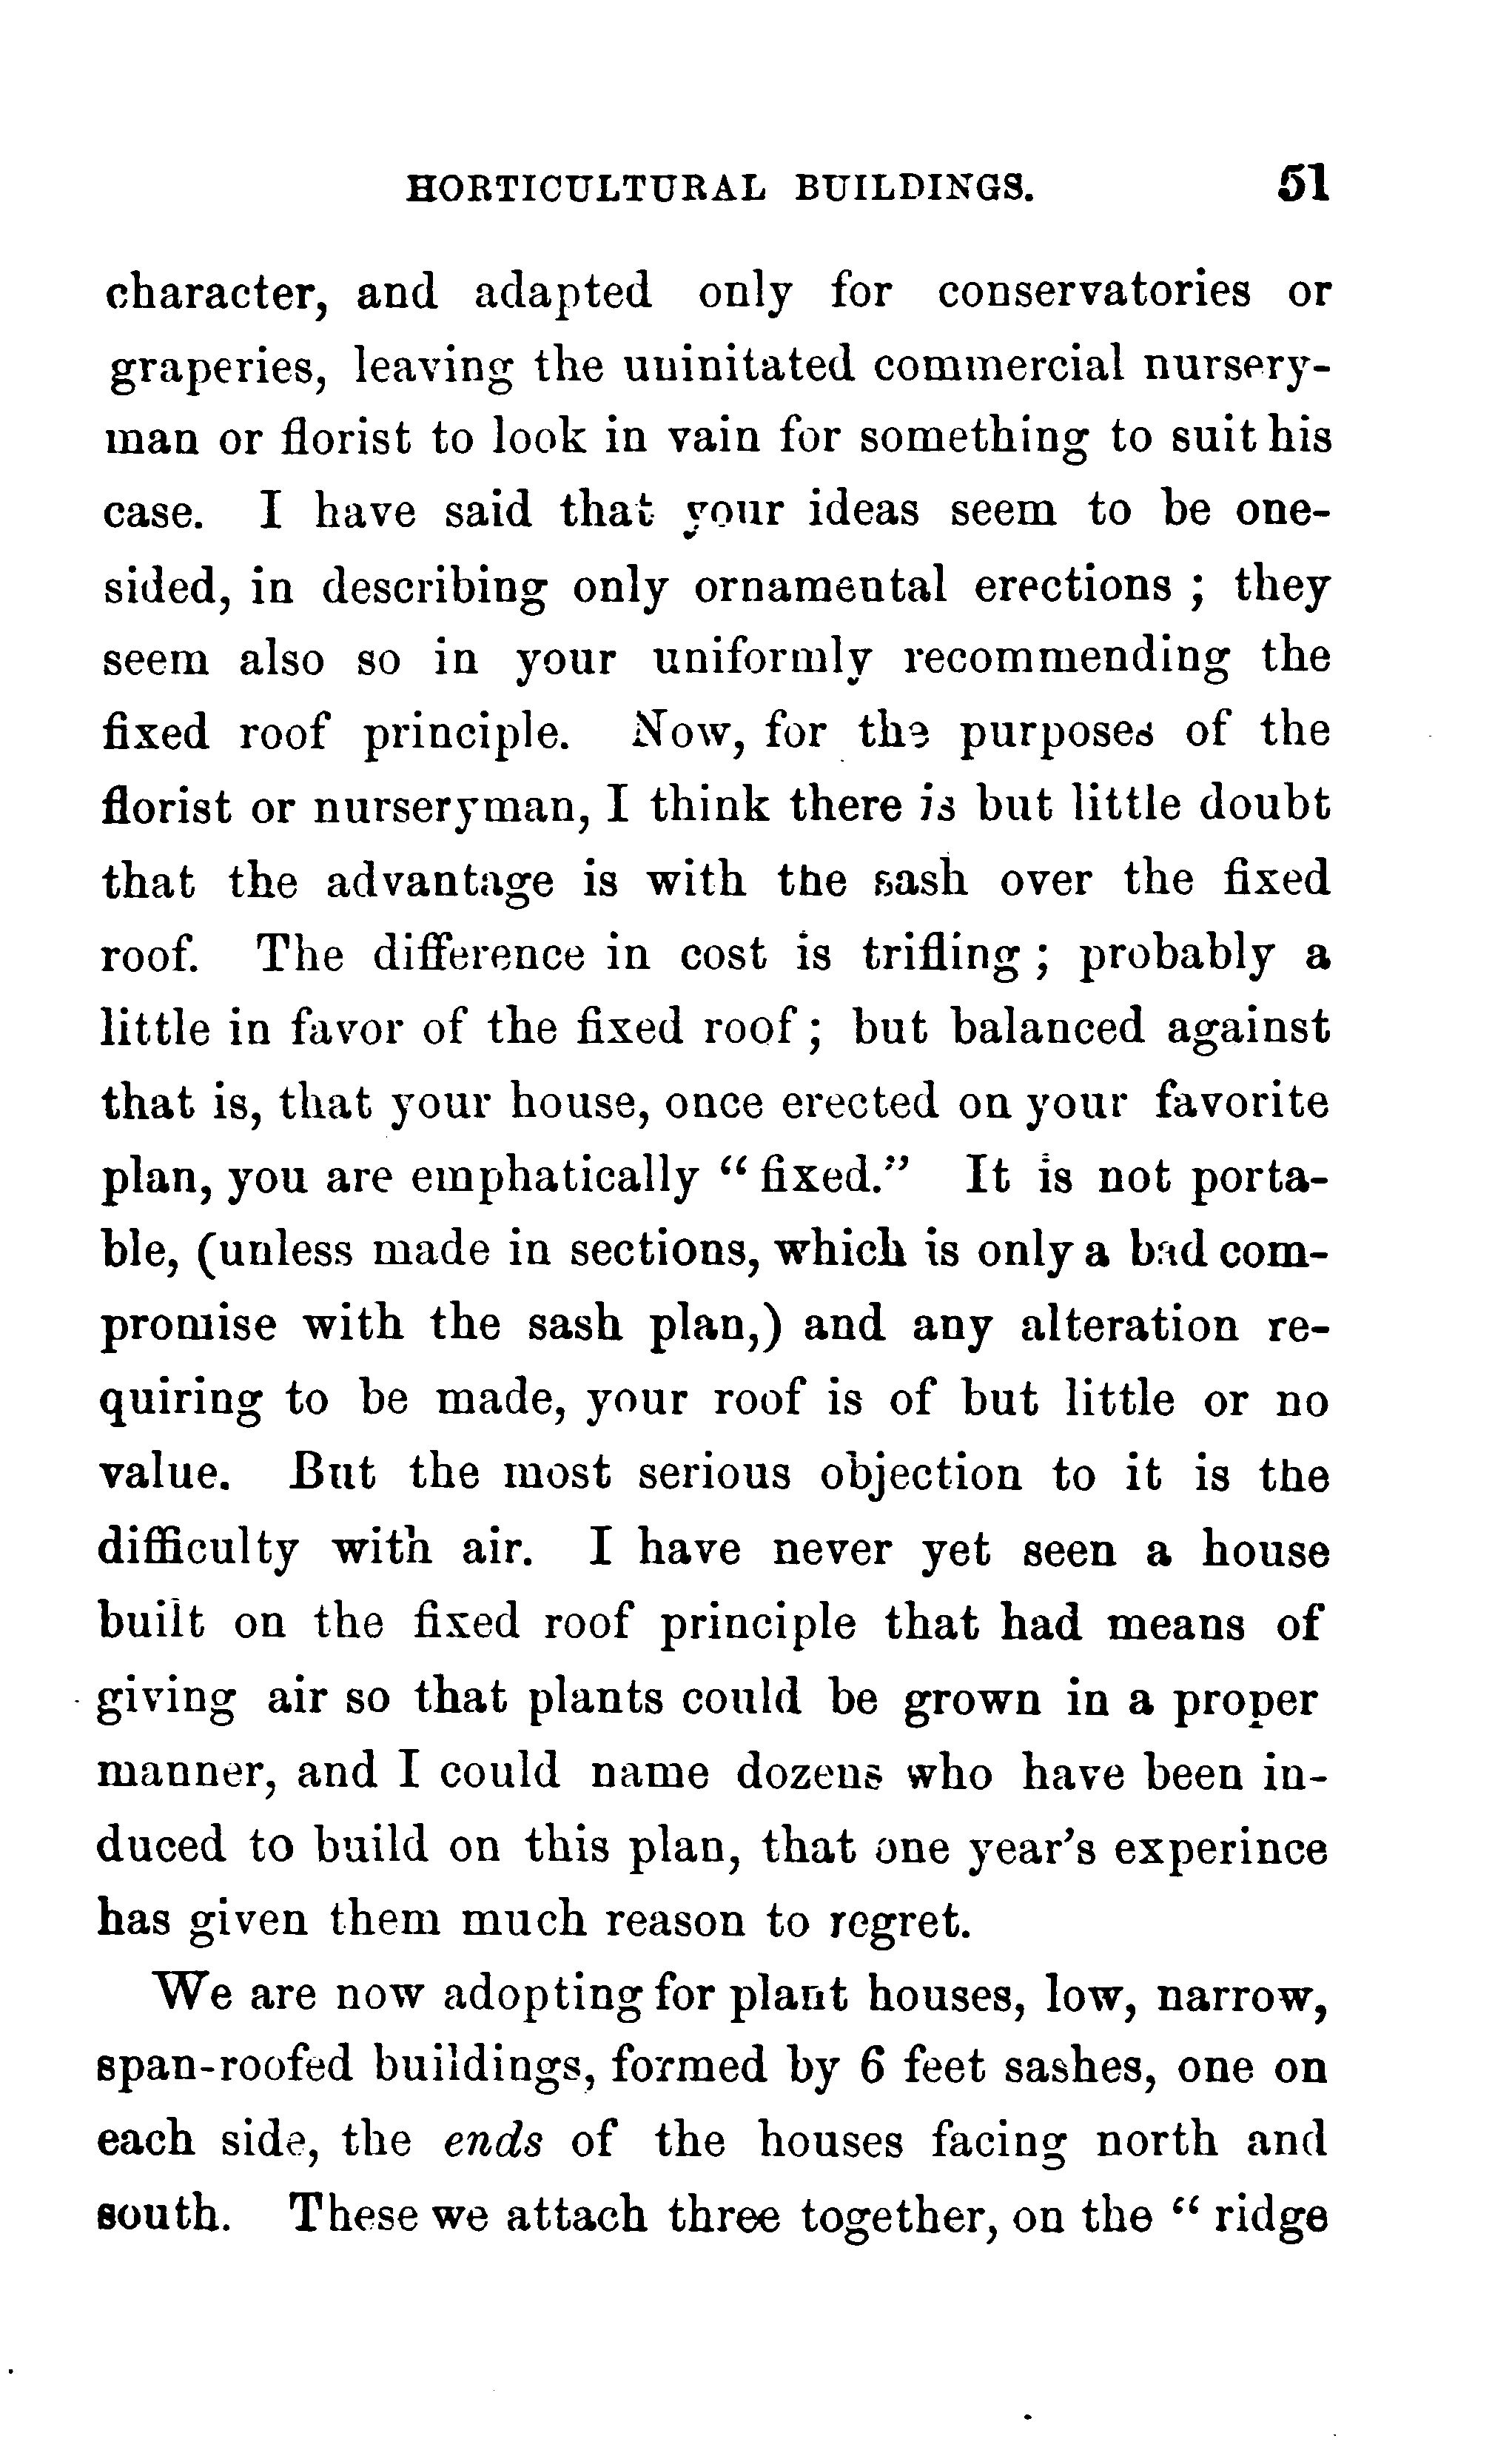 HORTICULTURAL BUILDINGS. 51
character, and adapted only for conservatories or
graperies, leaving the uninitated commercial nursery-
man or florist to look in vain for something to suit his
case. I have said that your ideas seem to be one-
sided, in describing only ornamental erections ; they
seem also so in your uniformly recommending the
fixed roof principle. Now, for the purposes of the
florist or nurseryman, I think there is but little doubt
that the advantage is with the sash over the fixed
roof. The difference in cost is trifling ; probably a
little in favor of the fixed roof ; but balanced against
that is, that your house, once erected on your favorite
plan, you are emphatically “ fixed.” It is not porta-
ble, (unless made in sections, which is only a bad com-
promise with the sash plan,) and any alteration re-
quiring to be made, your roof is of but little or no
value. But the most serious objection to it is the
difficulty with air. I have never yet seen a house
built on the fixed roof principle that had means of
giving air so that plants could be grown in a proper
manner, and I could name dozens who have been in-
duced to build on this plan, that one year’s experince
has given them much reason to regret.
We are now adopting for plant houses, low, narrow,
span-roofed buildings, formed by 6 feet sashes, one on
each side, the ends of the houses facing north and
south. These we attach three together, on the “ ridge